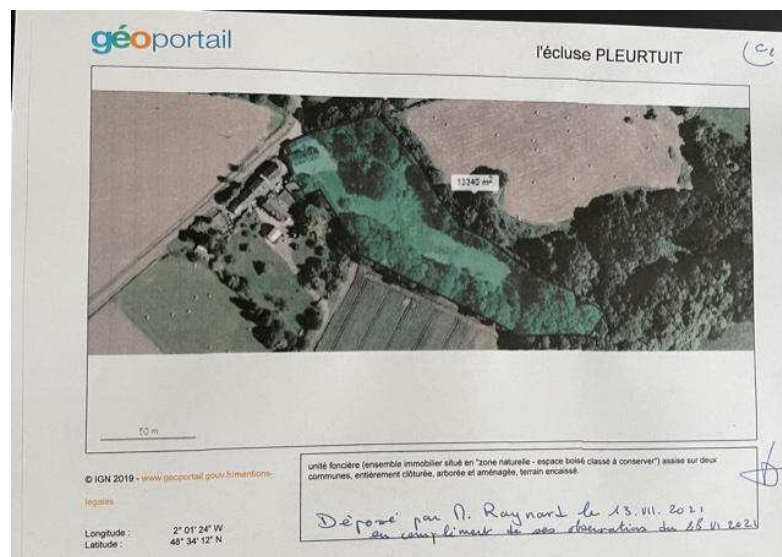 géoportail
l'écluse PLEURTUIT
13340 m²
50 m
© IGN 2019 - www.geoportail.gouv.fr/mentions-
legales
Longitude : 2° 01' 24" W
Latitude : 48° 34' 12" N
unité foncière (ensemble immobilier situé en "zone naturelle - espace boisé classé à conserver") assise sur deux
communes, entièrement clôturée, arborée et aménagée, terrain encaissé.
Déposé par M. Raynard le 13. VII. 2021
en complément de ses observations du 28 VI 2021